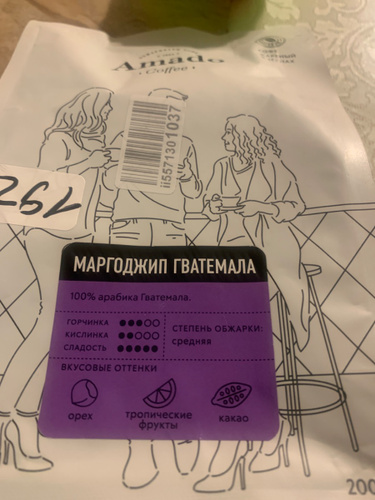 Amado
Coffee
ii5571301037
792
МАРГОДЖИП ГВАТЕМАЛА
100% арабика Гватемала.
ГОРЧИНКА
КИСЛИНКА
СЛАДОСТЬ
СТЕПЕНЬ ОБЖАРКИ:
средняя
ВКУСОВЫЕ ОТТЕНКИ
орех
тропические
фрукты
какао
200